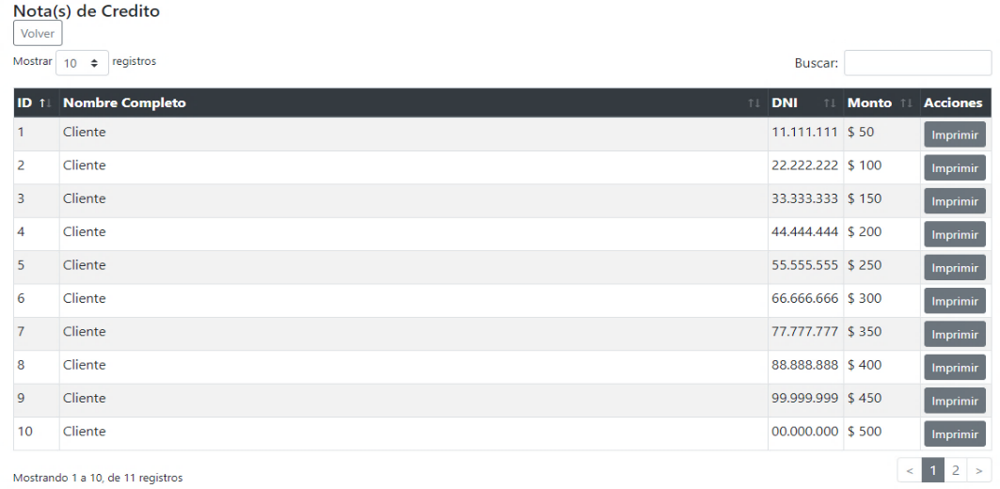 Nota(s) de Credito
Volver
Mostrar 10 registros
Buscar:
ID Nombre Completo DNI Monto Acciones
1 Cliente 11.111.111 $ 50 Imprimir
2 Cliente 22.222.222 $ 100 Imprimir
3 Cliente 33.333.333 $ 150 Imprimir
4 Cliente 44.444.444 $ 200 Imprimir
5 Cliente 55.555.555 $ 250 Imprimir
6 Cliente 66.666.666 $ 300 Imprimir
7 Cliente 77.777.777 $ 350 Imprimir
8 Cliente 88.888.888 $ 400 Imprimir
9 Cliente 99.999.999 $ 450 Imprimir
10 Cliente 00.000.000 $ 500 Imprimir
Mostrando 1 a 10, de 11 registros
< 1 2 >